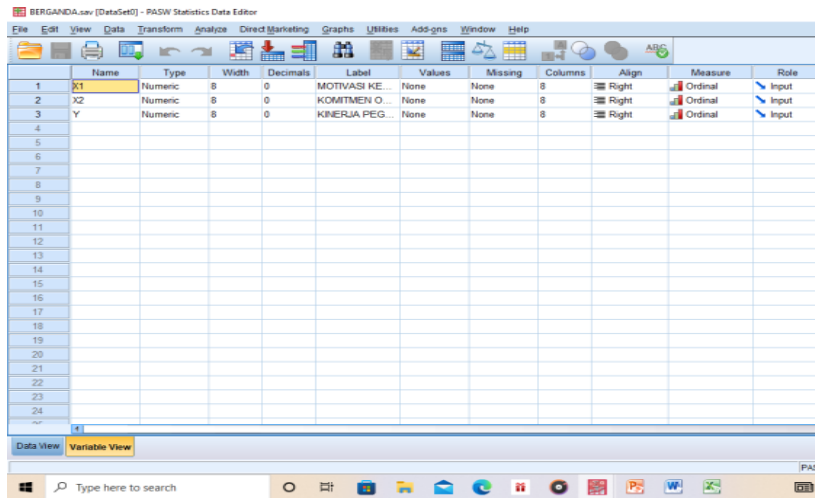 BERGANDA.sav [DataSet0] - PASW Statistics Data Editor
File Edit View Data Transform Analyze Direct Marketing Graphs Utilities Add-ons Window Help
Name Type Width Decimals Label Values Missing Columns Align Measure Role
1 X1 Numeric 8 0 MOTIVASI KE... None None 8 Right Ordinal Input
2 X2 Numeric 8 0 KOMITMEN O... None None 8 Right Ordinal Input
3 Y Numeric 8 0 KINERJA PEG... None None 8 Right Ordinal Input
4
5
6
7
8
9
10
11
12
13
14
15
16
17
18
19
20
21
22
23
24
Data View Variable View
PAS
Type here to search